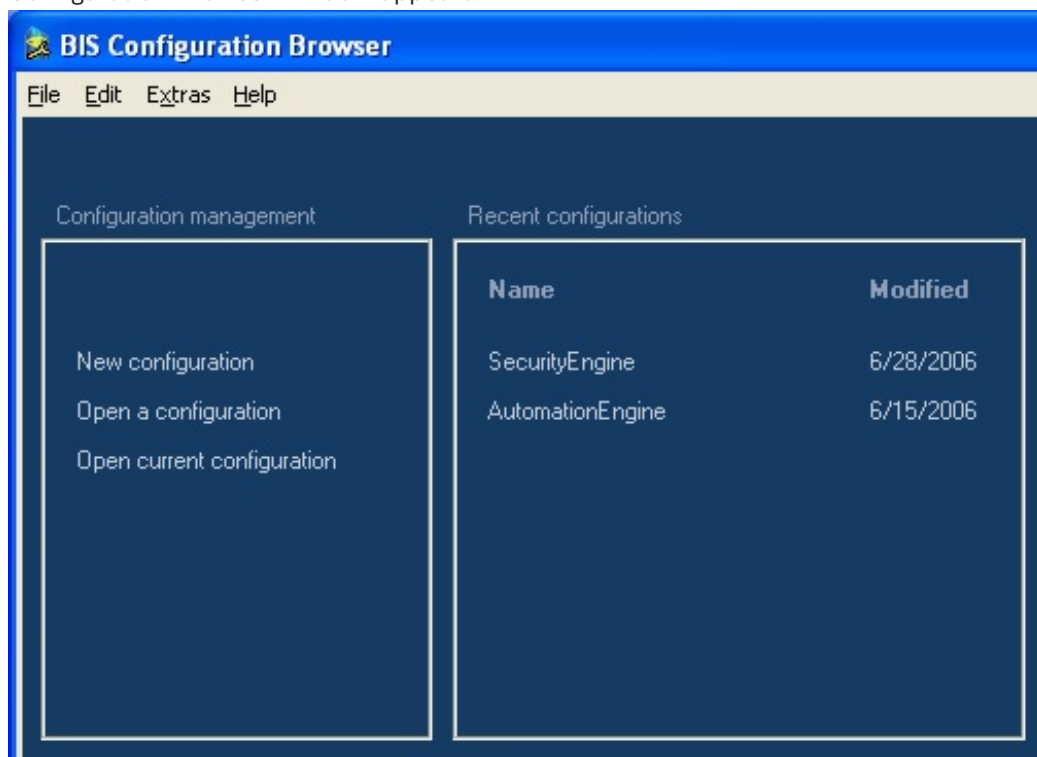 BIS Configuration Browser
File Edit Extras Help
Configuration management
New configuration
Open a configuration
Open current configuration
Recent configurations
Name Modified
SecurityEngine 6/28/2006
AutomationEngine 6/15/2006